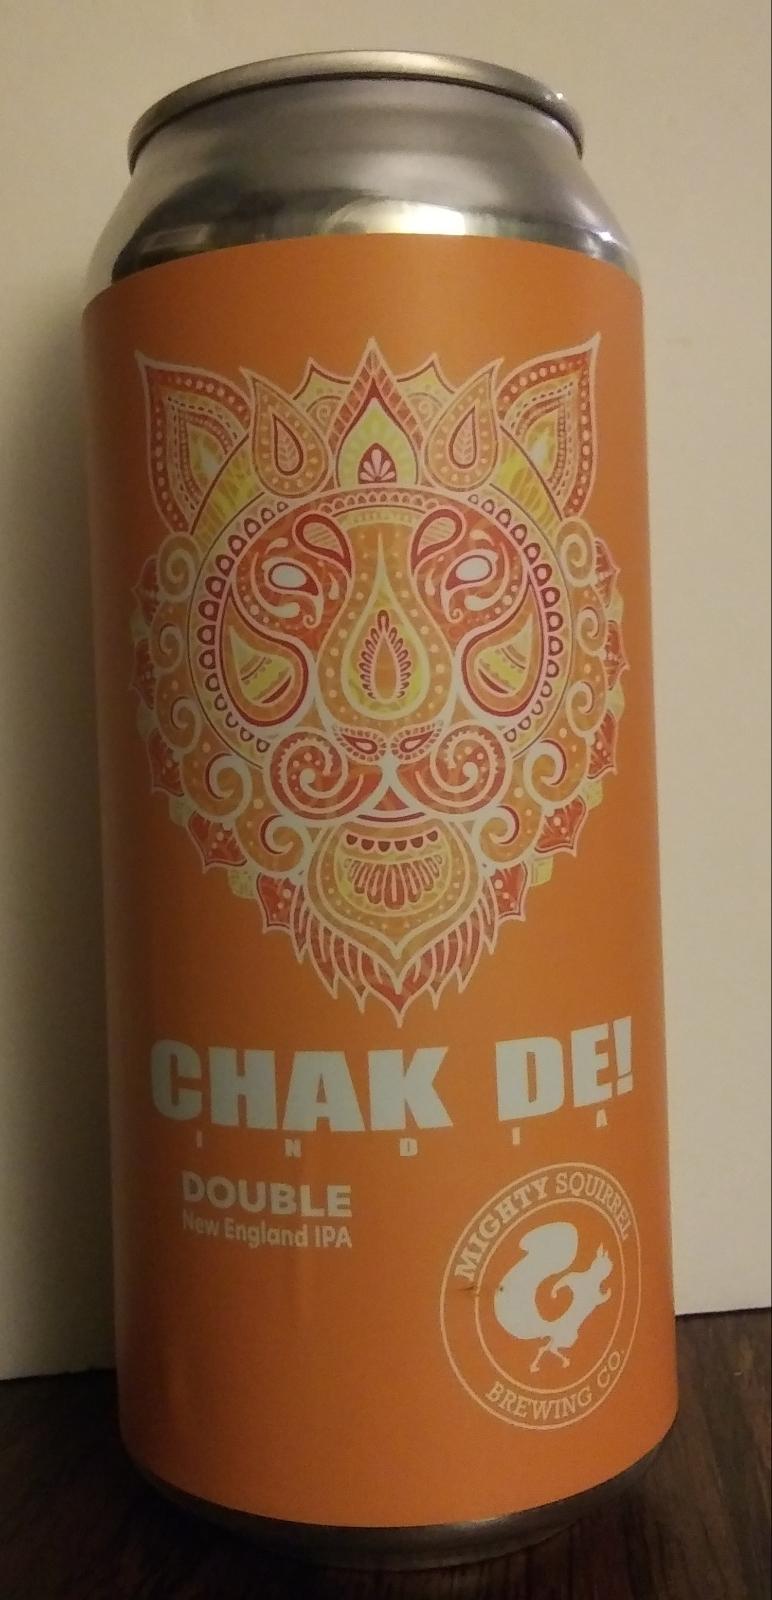 CHAK DE!
INDIA
DOUBLE
New England IPA
MIGHTY SQUIRREL
BREWING CO.